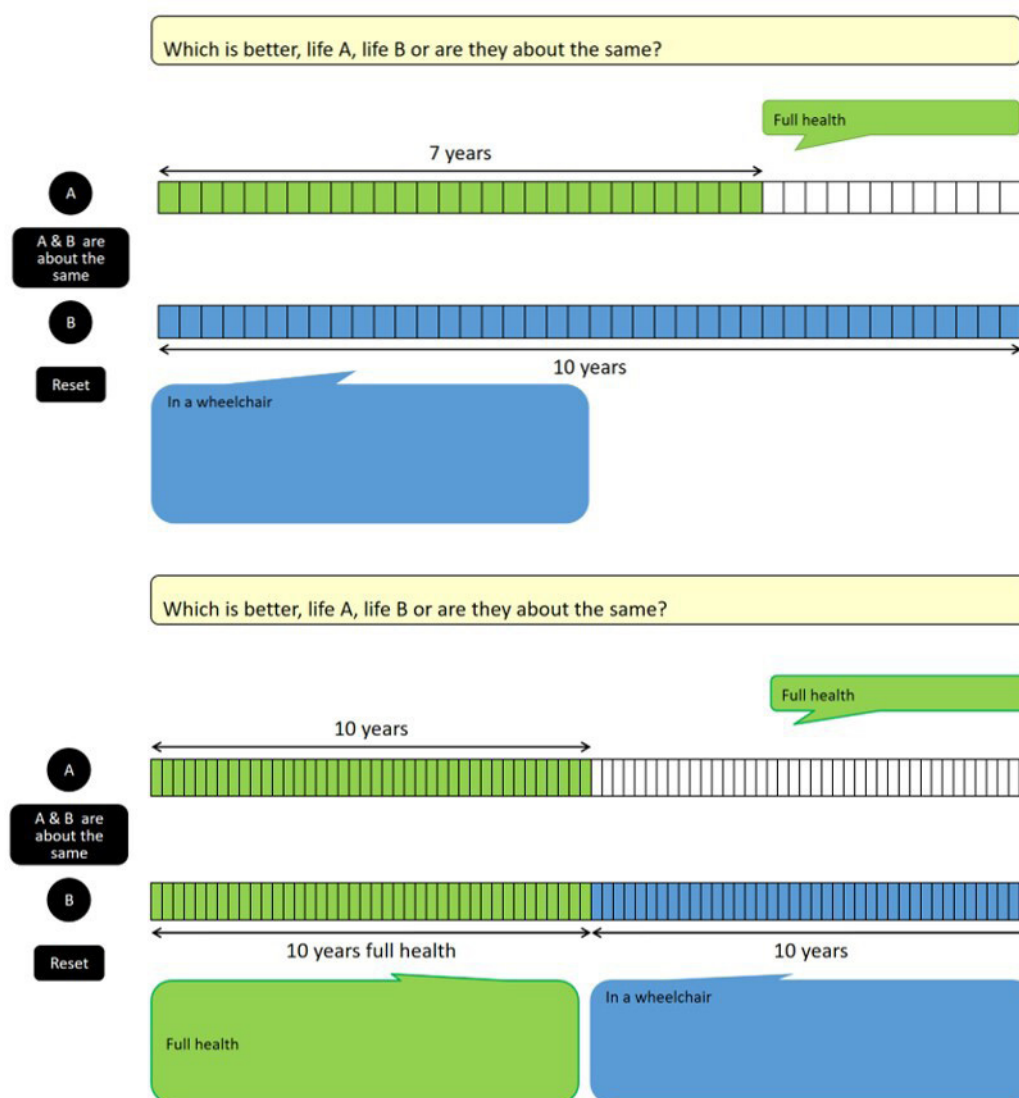 Which is better, life A, life B or are they about the same?
Full health
7 years
A
A & B are
about the
same
B
10 years
Reset
In a wheelchair
Which is better, life A, life B or are they about the same?
Full health
10 years
A
A & B are
about the
same
B
10 years full health
10 years
Reset
In a wheelchair
Full health